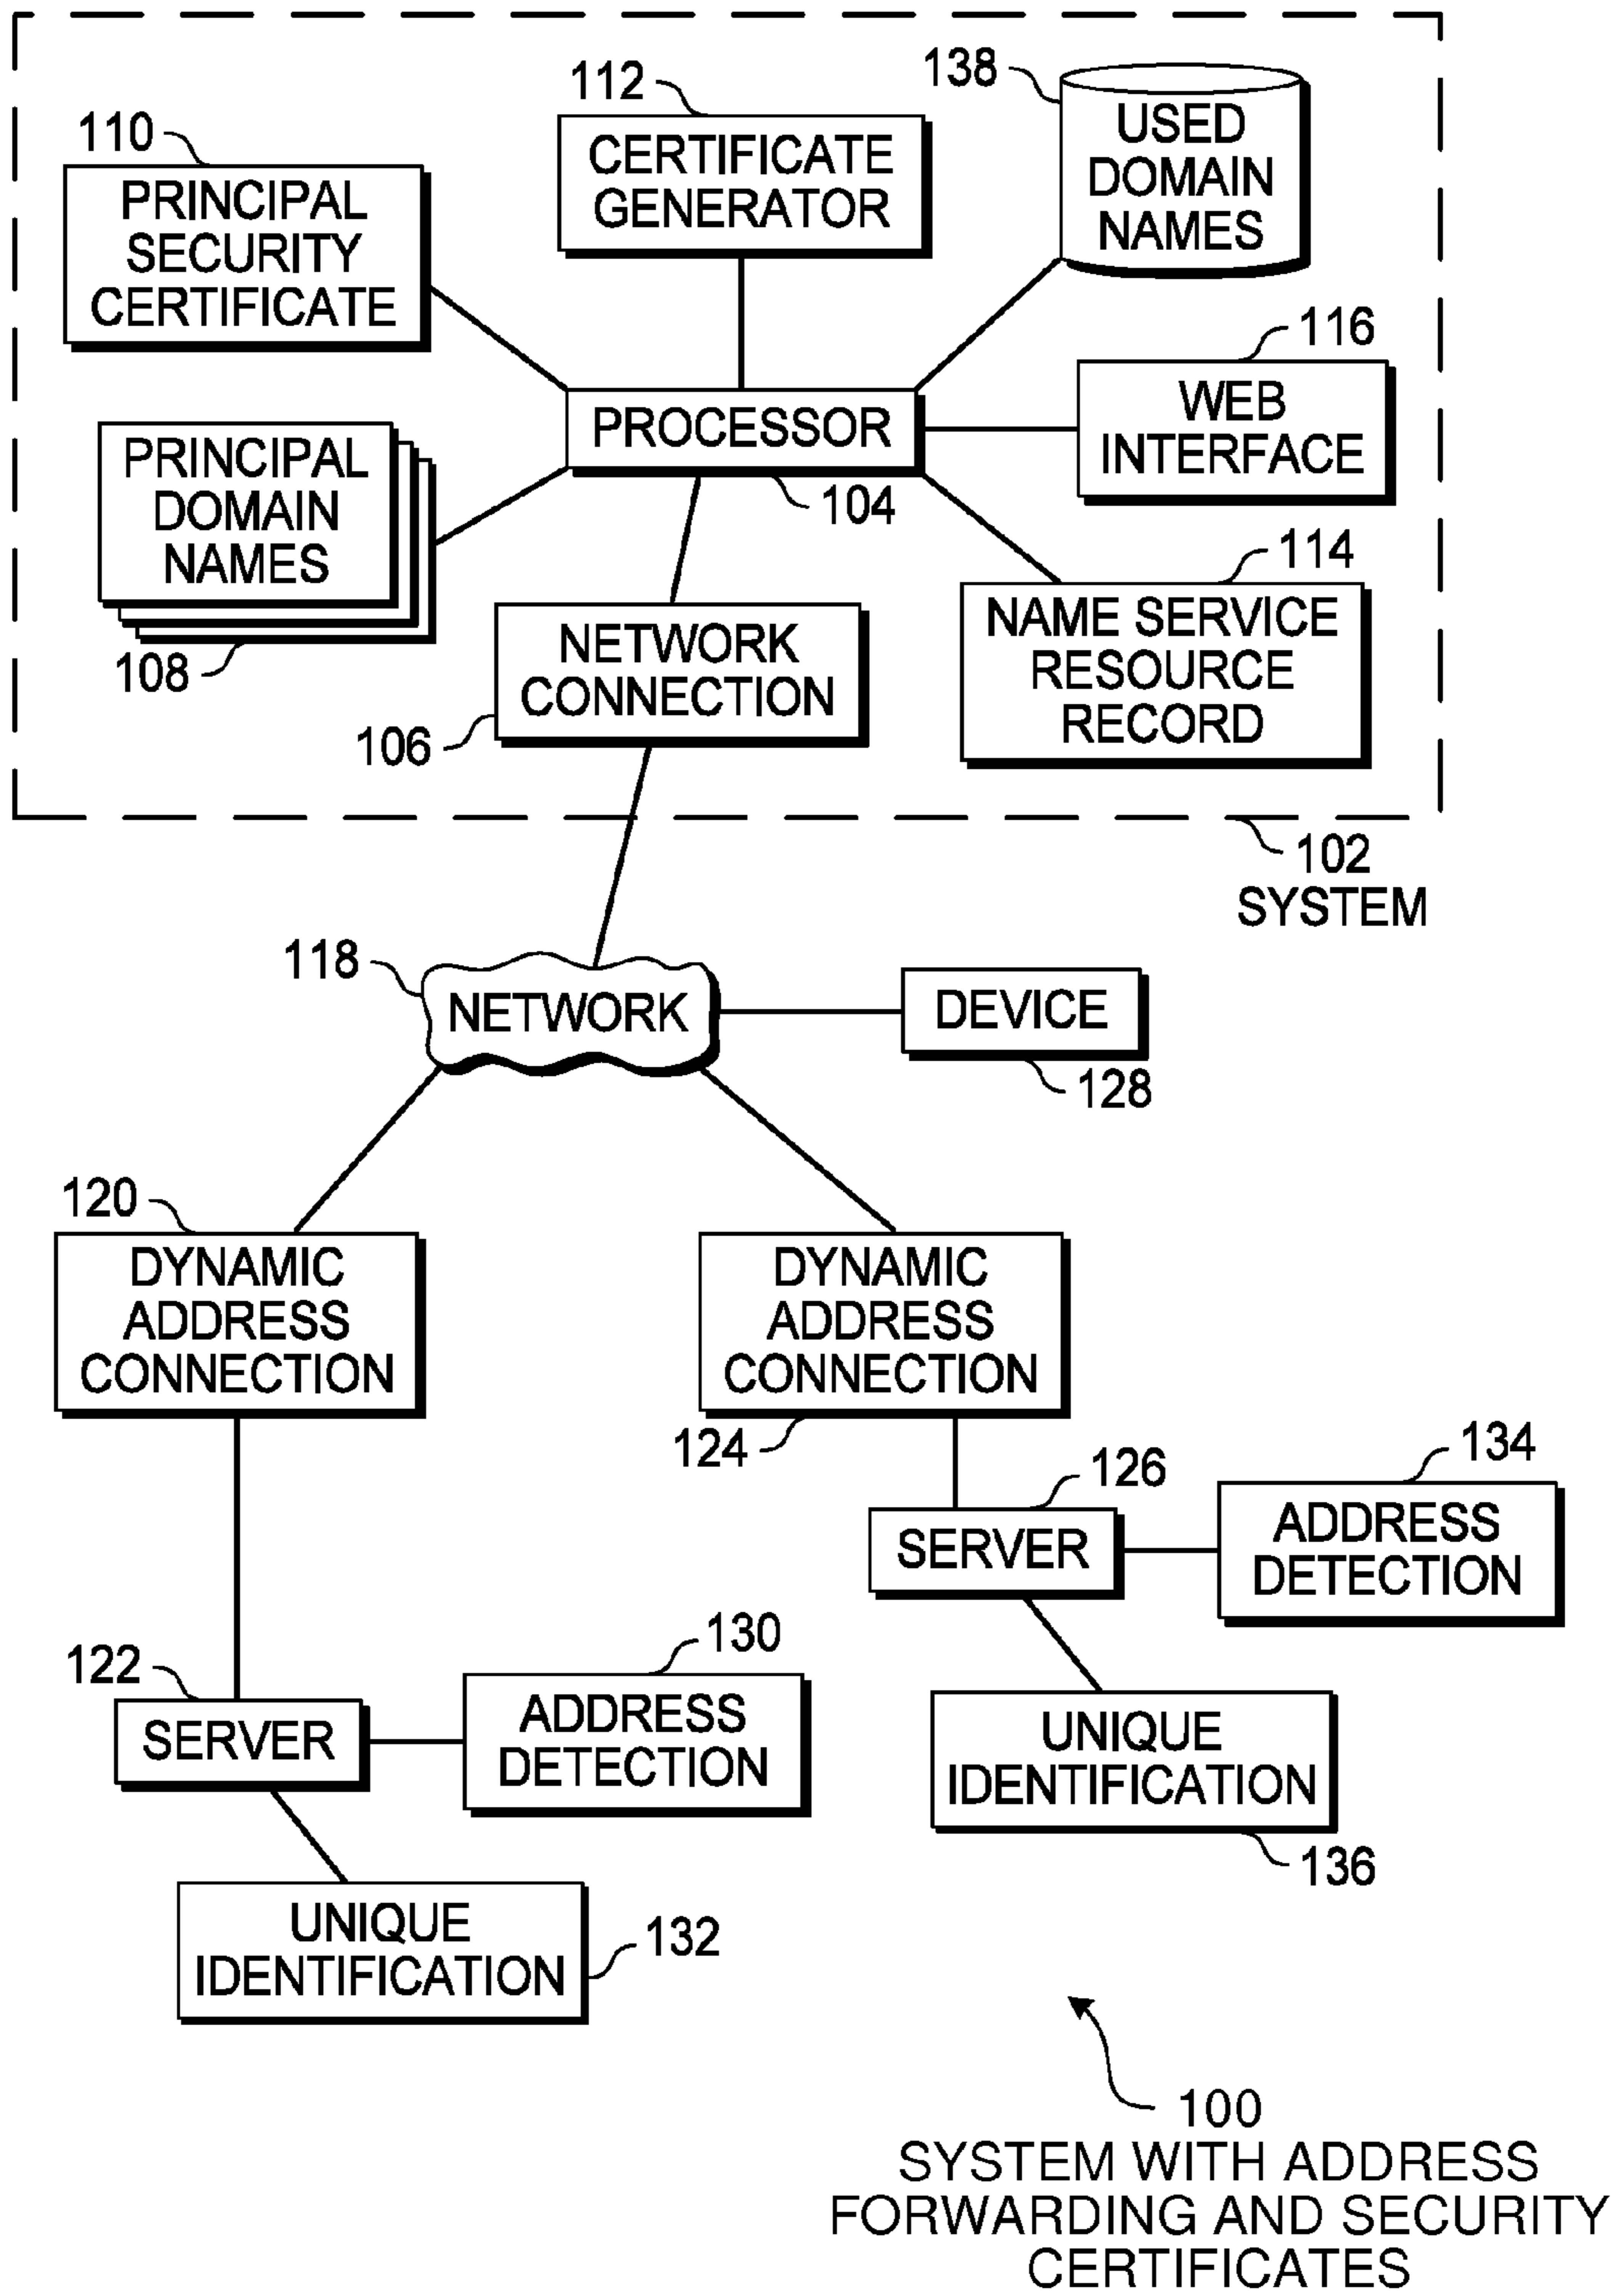 112
CERTIFICATE
GENERATOR
138
USED
DOMAIN
NAMES
110
PRINCIPAL
SECURITY
CERTIFICATE
116
WEB
INTERFACE
PROCESSOR
104
PRINCIPAL
DOMAIN
NAMES
108
114
NAME SERVICE
RESOURCE
RECORD
NETWORK
CONNECTION
106
102
SYSTEM
118
NETWORK
DEVICE
128
120
DYNAMIC
ADDRESS
CONNECTION
DYNAMIC
ADDRESS
CONNECTION
124
126
SERVER
134
ADDRESS
DETECTION
122
SERVER
130
ADDRESS
DETECTION
UNIQUE
IDENTIFICATION
136
UNIQUE
IDENTIFICATION
132
100
SYSTEM WITH ADDRESS
FORWARDING AND SECURITY
CERTIFICATES